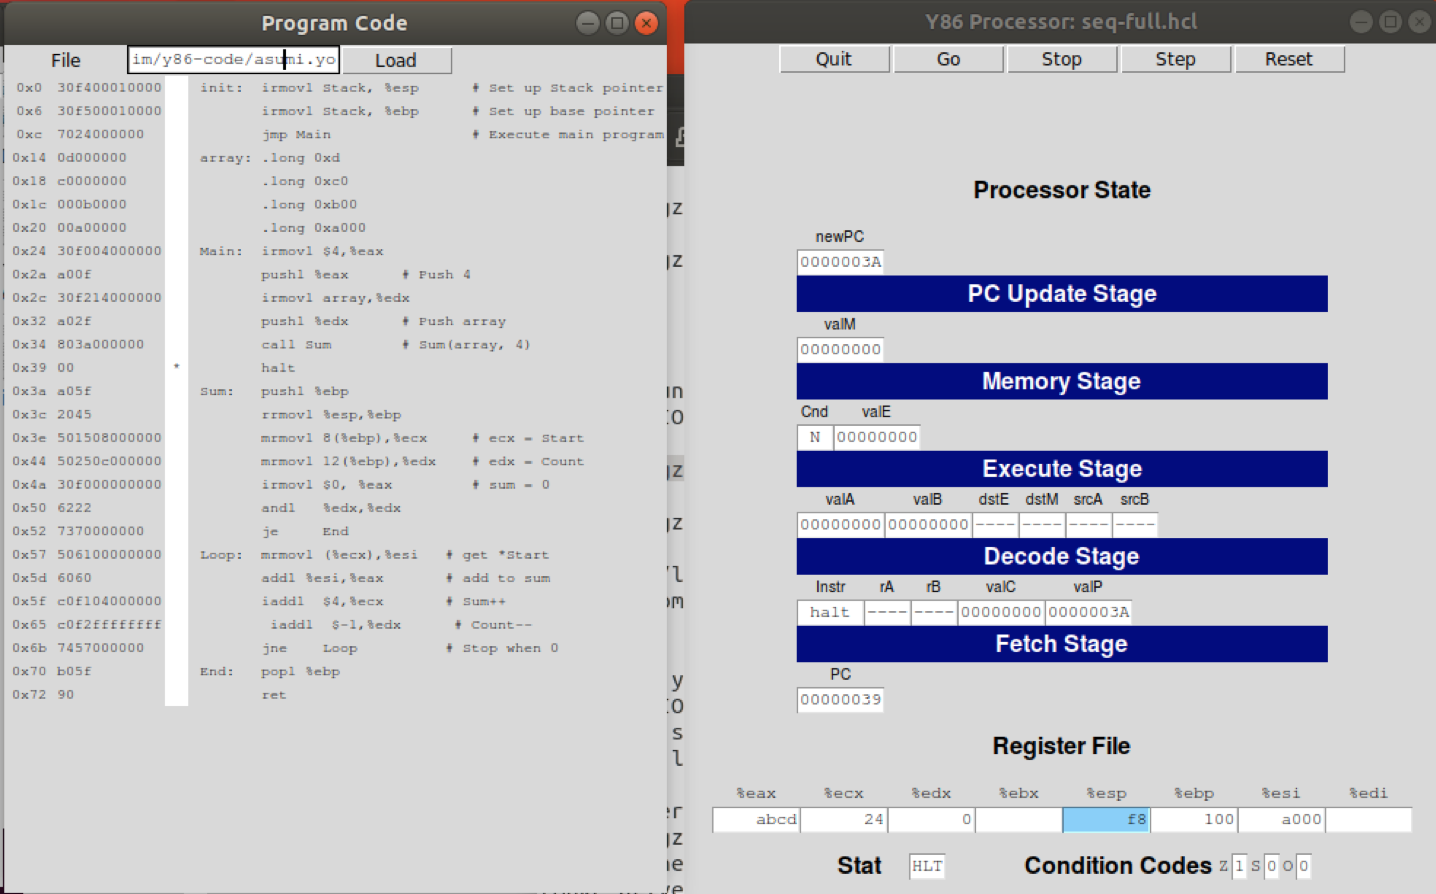 Program Code
File im/y86-code/asumi.yo Load
0x0 30f400010000 init: irmovl Stack, %esp # Set up Stack pointer
0x6 30f500010000 irmovl Stack, %ebp # Set up base pointer
0xc 7024000000 jmp Main # Execute main program
0x14 0d000000 array: .long 0xd
0x18 c0000000 .long 0xc0
0x1c 000b0000 .long 0xb00
0x20 00a00000 .long 0xa000
0x24 30f004000000 Main: irmovl $4,%eax
0x2a a00f pushl %eax # Push 4
0x2c 30f214000000 irmovl array,%edx
0x32 a02f pushl %edx # Push array
0x34 803a000000 call Sum # Sum(array, 4)
0x39 00 * halt
0x3a a05f Sum: pushl %ebp
0x3c 2045 rrmovl %esp,%ebp
0x3e 501508000000 mrmovl 8(%ebp),%ecx # ecx = Start
0x44 50250c000000 mrmovl 12(%ebp),%edx # edx = Count
0x4a 30f000000000 irmovl $0, %eax # sum = 0
0x50 6222 andl %edx,%edx
0x52 7370000000 je End
0x57 506100000000 Loop: mrmovl (%ecx),%esi # get *Start
0x5d 6060 addl %esi,%eax # add to sum
0x5f c0f104000000 iaddl $4,%ecx # Sum++
0x65 c0f2ffffffff iaddl $-1,%edx # Count--
0x6b 7457000000 jne Loop # Stop when 0
0x70 b05f End: popl %ebp
0x72 90 ret
gz
gz
un
IO
gz
gz
/l
om
y
IO
s
l
er
gz
ne
Y86 Processor: seq-full.hcl
Quit Go Stop Step Reset
Processor State
newPC
0000003A
PC Update Stage
valM
00000000
Memory Stage
Cnd valE
N 00000000
Execute Stage
valA valB dstE dstM srcA srcB
00000000 00000000 ---- ---- ---- ----
Decode Stage
Instr rA rB valC valP
halt ---- ---- 00000000 0000003A
Fetch Stage
PC
00000039
Register File
%eax %ecx %edx %ebx %esp %ebp %esi %edi
abcd 24 0 f8 100 a000
Stat HLT Condition Codes Z 1 S 0 O 0